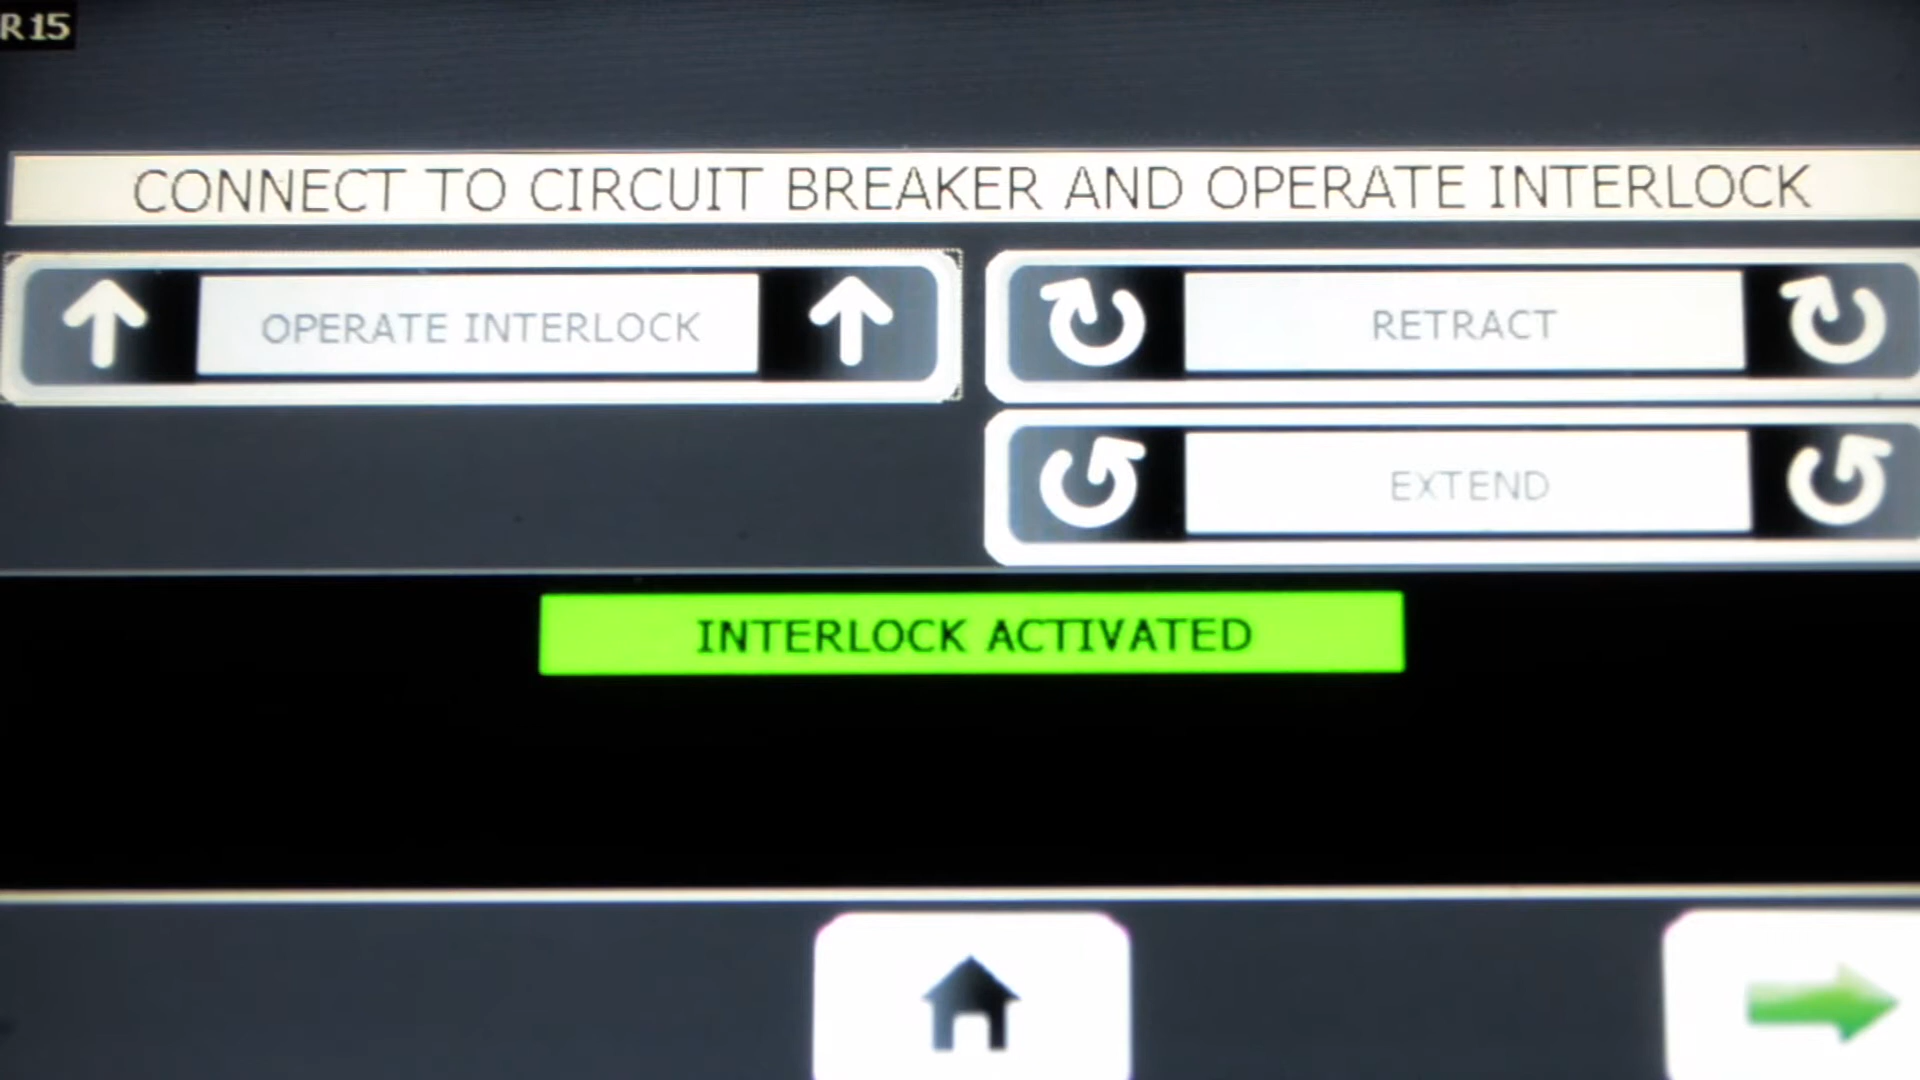 R15
CONNECT TO CIRCUIT BREAKER AND OPERATE INTERLOCK
OPERATE INTERLOCK
RETRACT
EXTEND
INTERLOCK ACTIVATED